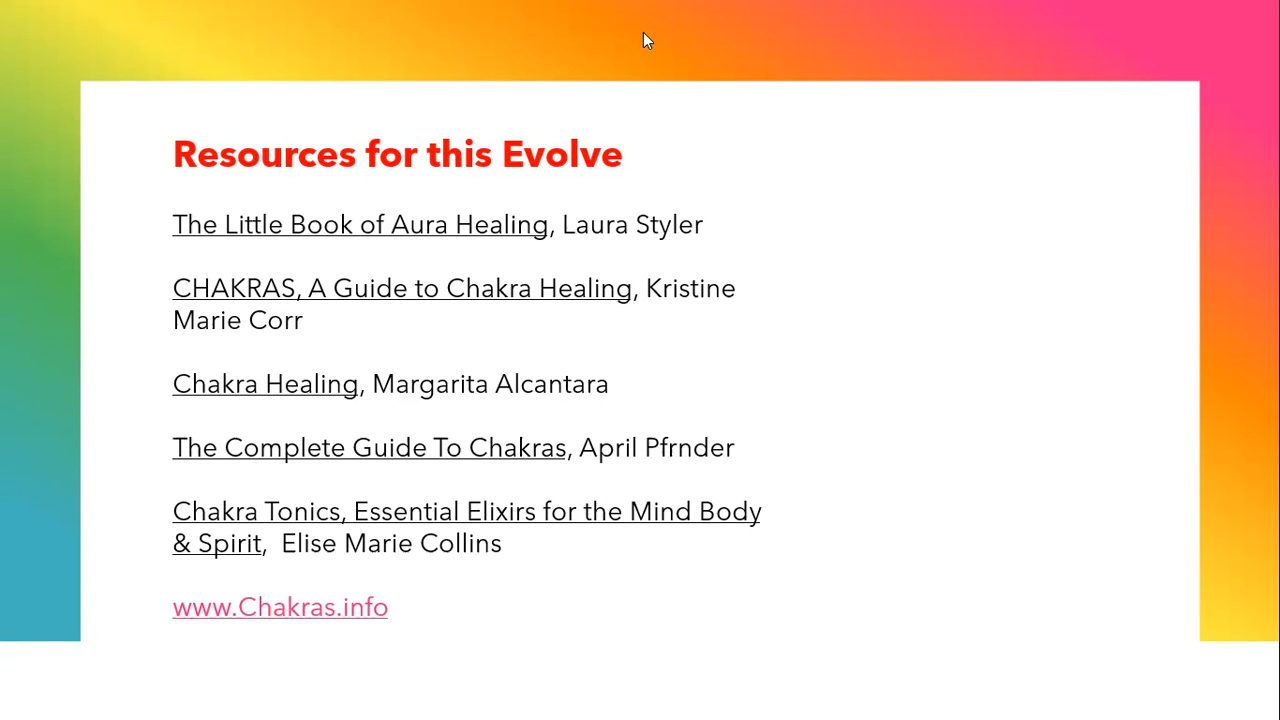 Resources for this Evolve
The Little Book of Aura Healing, Laura Styler
CHAKRAS, A Guide to Chakra Healing, Kristine
Marie Corr
Chakra Healing, Margarita Alcantara
The Complete Guide To Chakras, April Pfrnder
Chakra Tonics, Essential Elixirs for the Mind Body
& Spirit,  Elise Marie Collins
www.Chakras.info